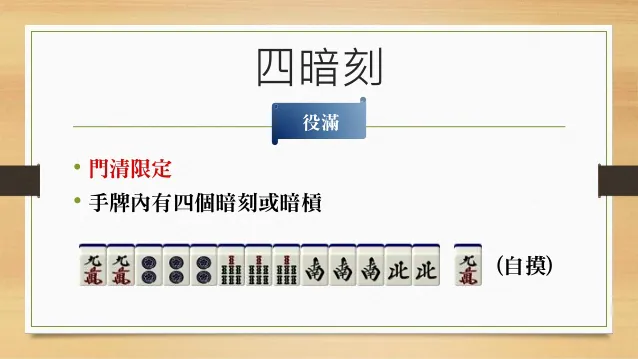 四暗刻
役滿
• 門清限定
• 手牌內有四個暗刻或暗槓
九萬 九萬 南 南 南 北 北 九萬 (自摸)